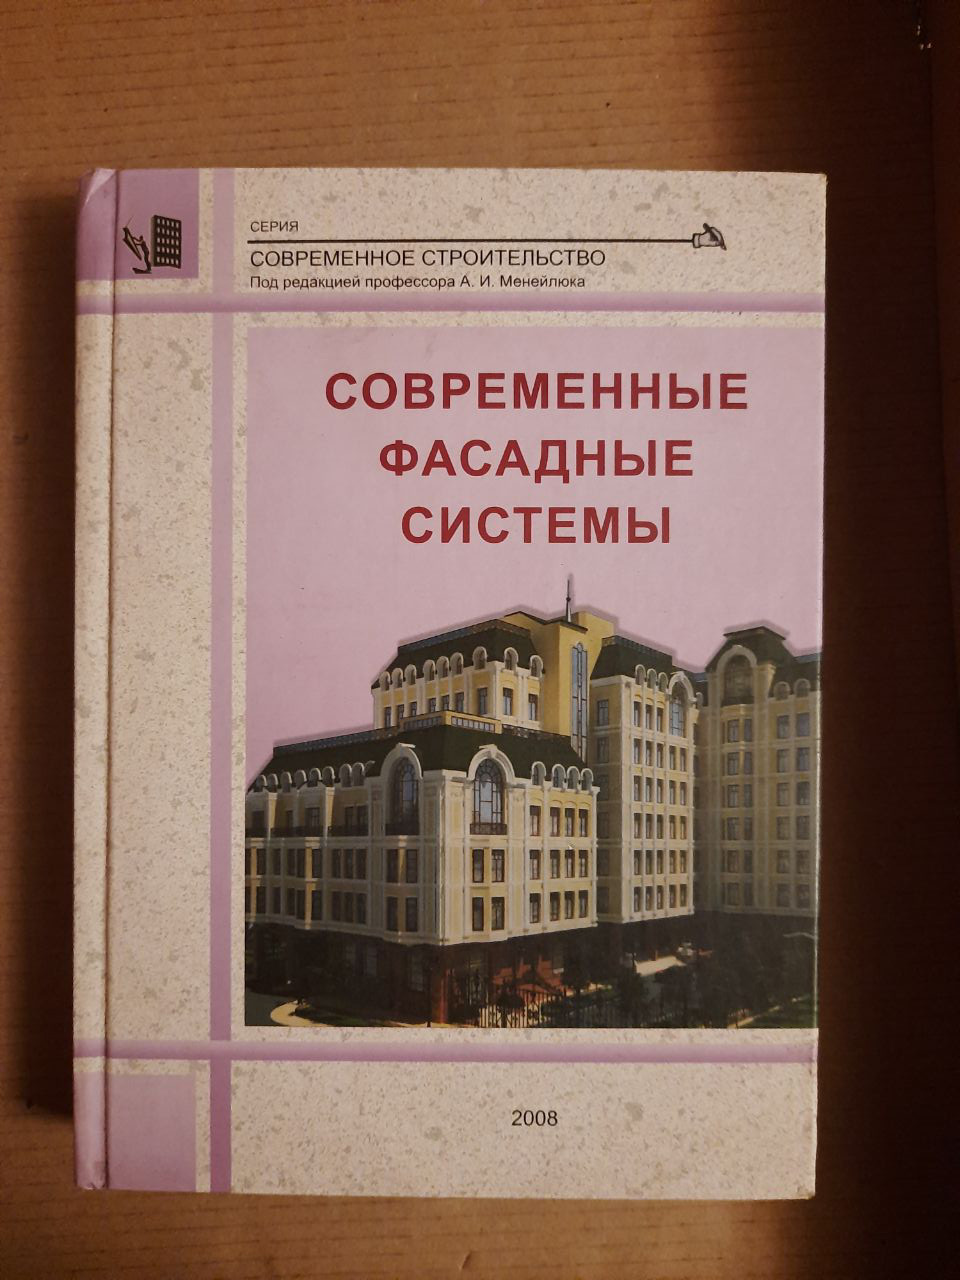 СЕРИЯ
СОВРЕМЕННОЕ СТРОИТЕЛЬСТВО
Под редакцией профессора А. И. Менейлюка
СОВРЕМЕННЫЕ
ФАСАДНЫЕ
СИСТЕМЫ
2008